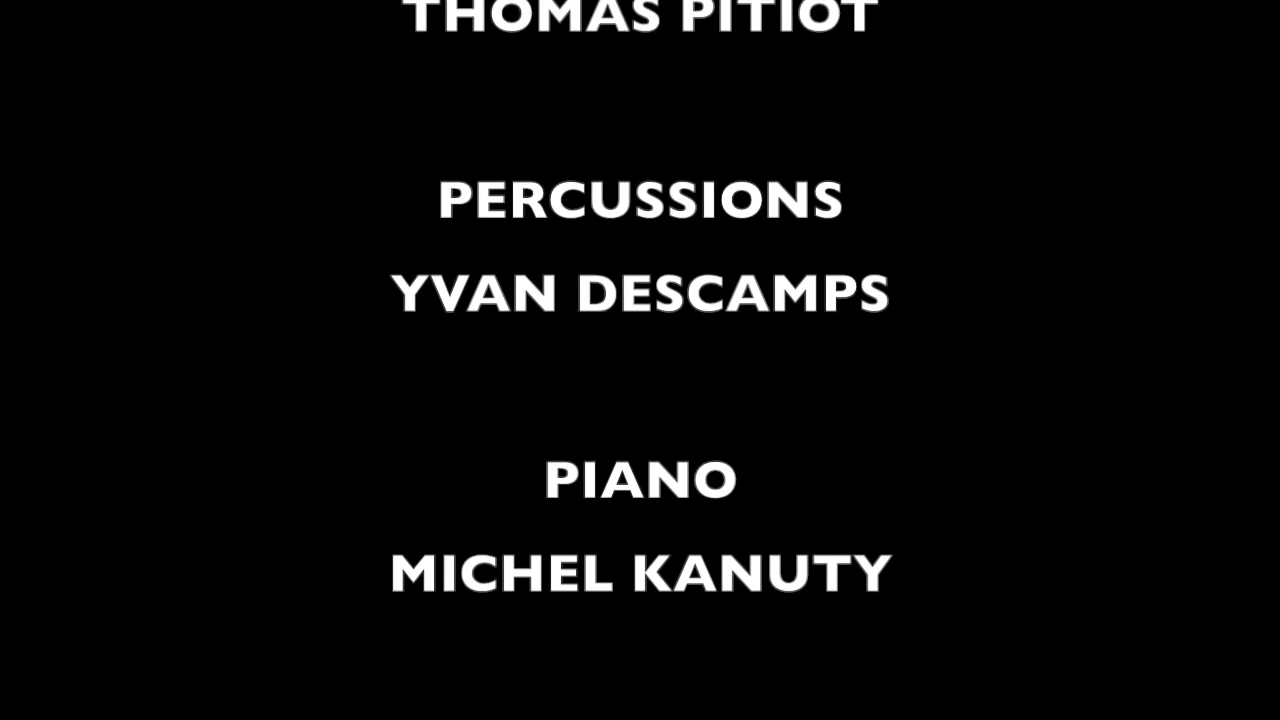 THOMAS PITIOT
PERCUSSIONS
YVAN DESCAMPS
PIANO
MICHEL KANUTY